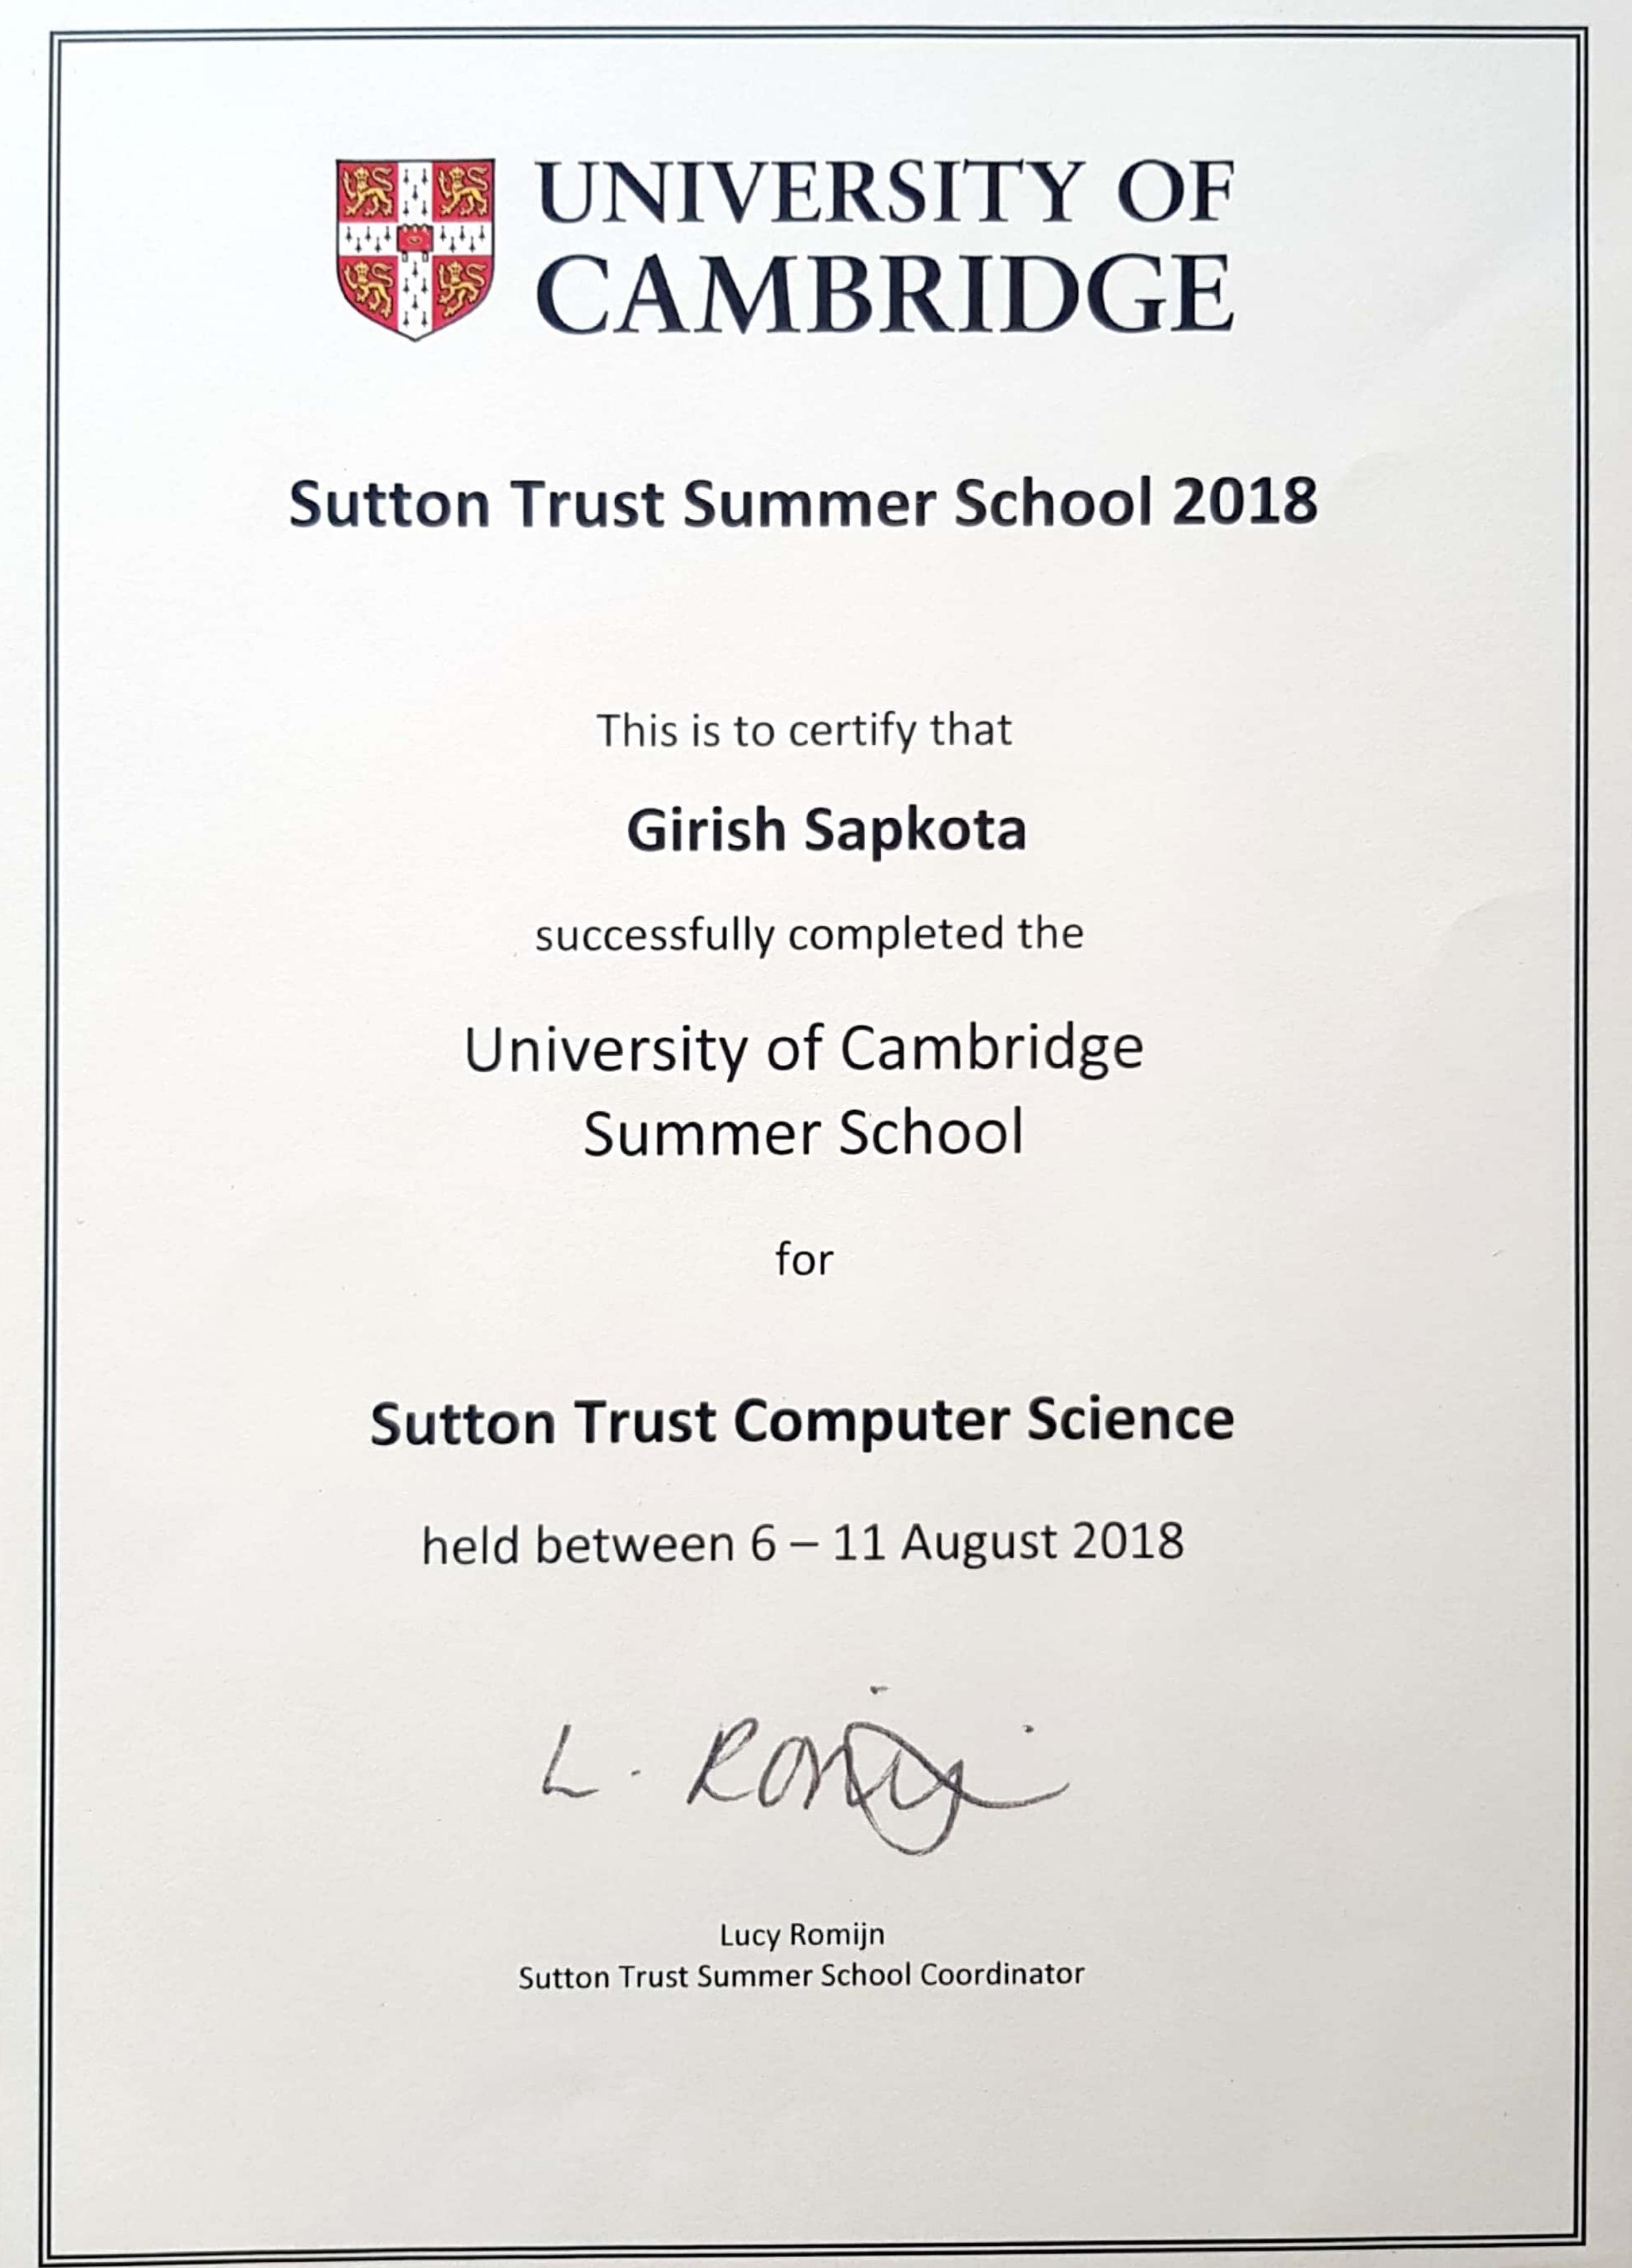 UNIVERSITY OF
CAMBRIDGE
Sutton Trust Summer School 2018
This is to certify that
Girish Sapkota
successfully completed the
University of Cambridge
Summer School
for
Sutton Trust Computer Science
held between 6 – 11 August 2018
L. Romijn
Lucy Romijn
Sutton Trust Summer School Coordinator